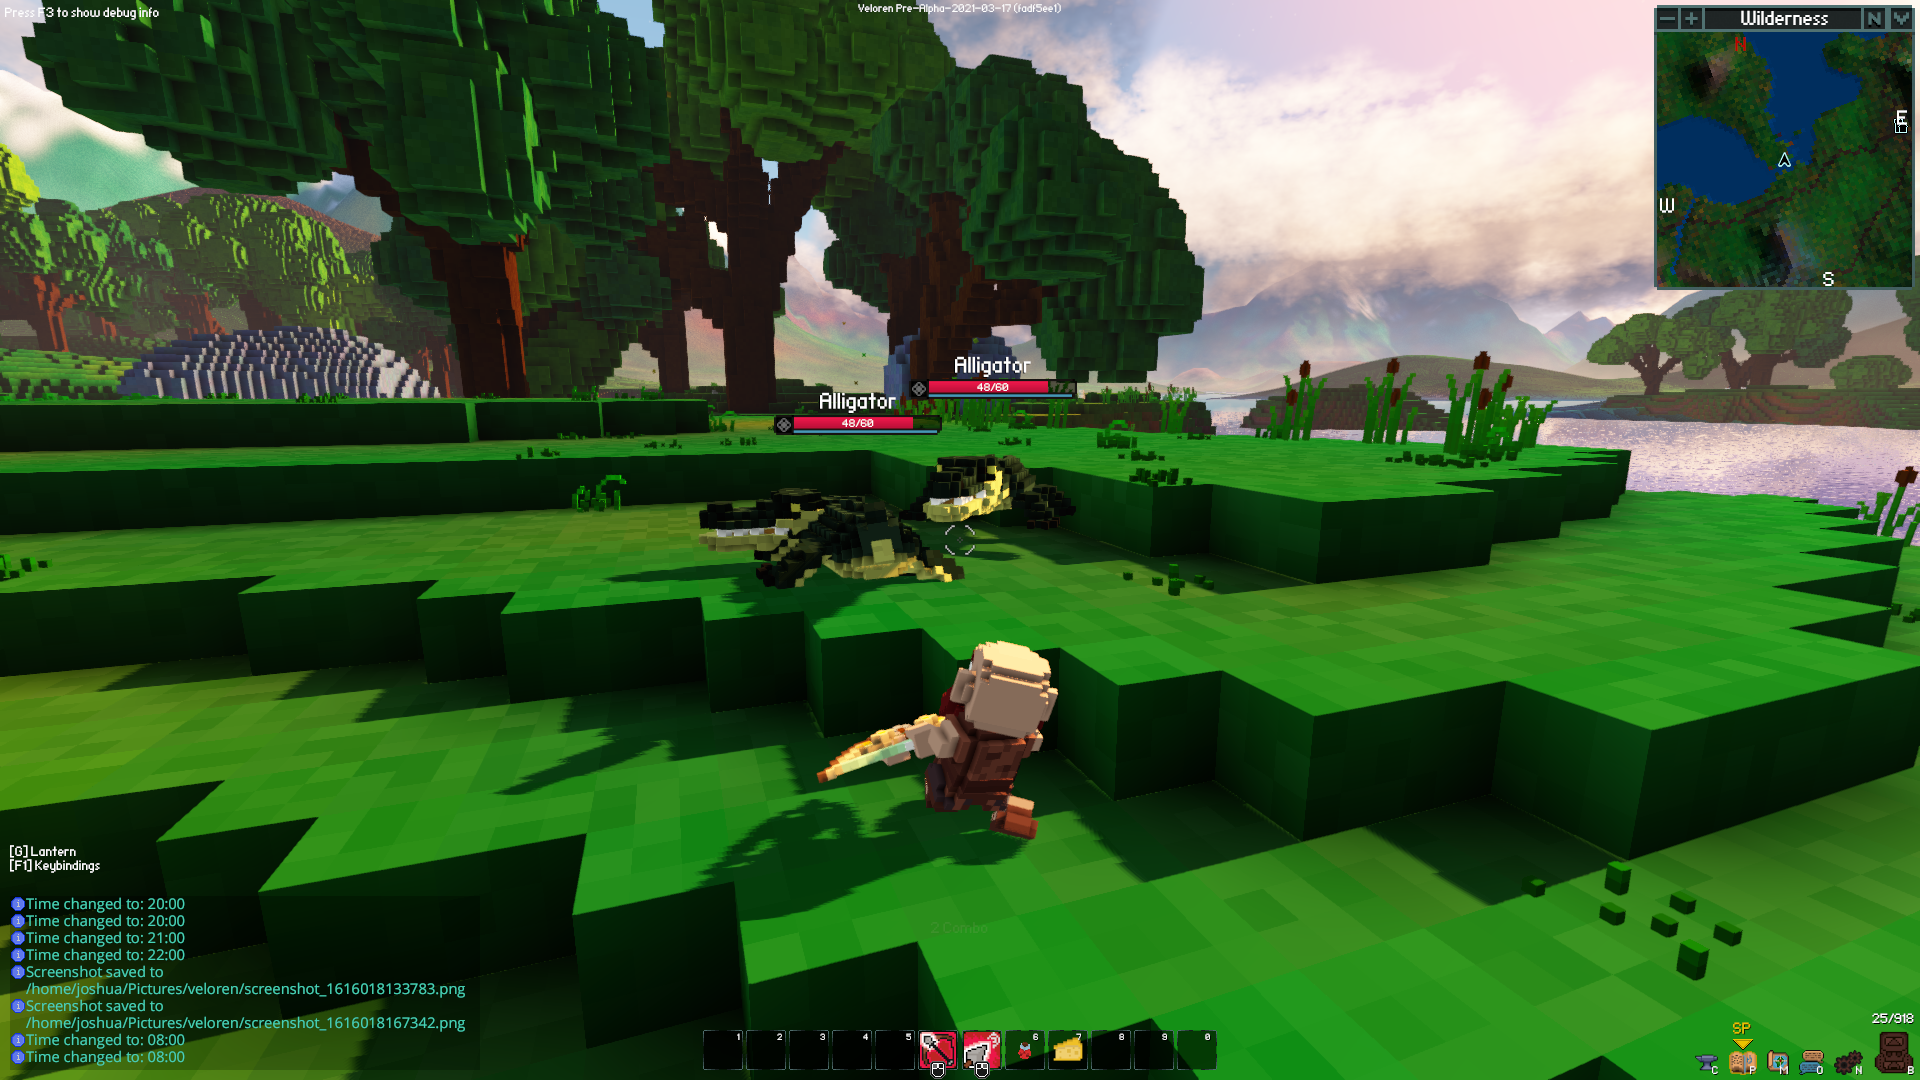 Press F3 to show debug info
Veloren Pre-Alpha-2021-03-17 (fadf5ee1)
Wilderness
N
N
E
W
S
Alligator
48/60
Alligator
48/60
[G] Lantern
[F1] Keybindings
Time changed to: 20:00
Time changed to: 20:00
Time changed to: 21:00
Time changed to: 22:00
Screenshot saved to
/home/joshua/Pictures/veloren/screenshot_1616018133783.png
Screenshot saved to
/home/joshua/Pictures/veloren/screenshot_1616018167342.png
Time changed to: 08:00
Time changed to: 08:00
2 Combo
1 2 3 4 5 6 7 8 9 0
25/918
SP
C P M O N B